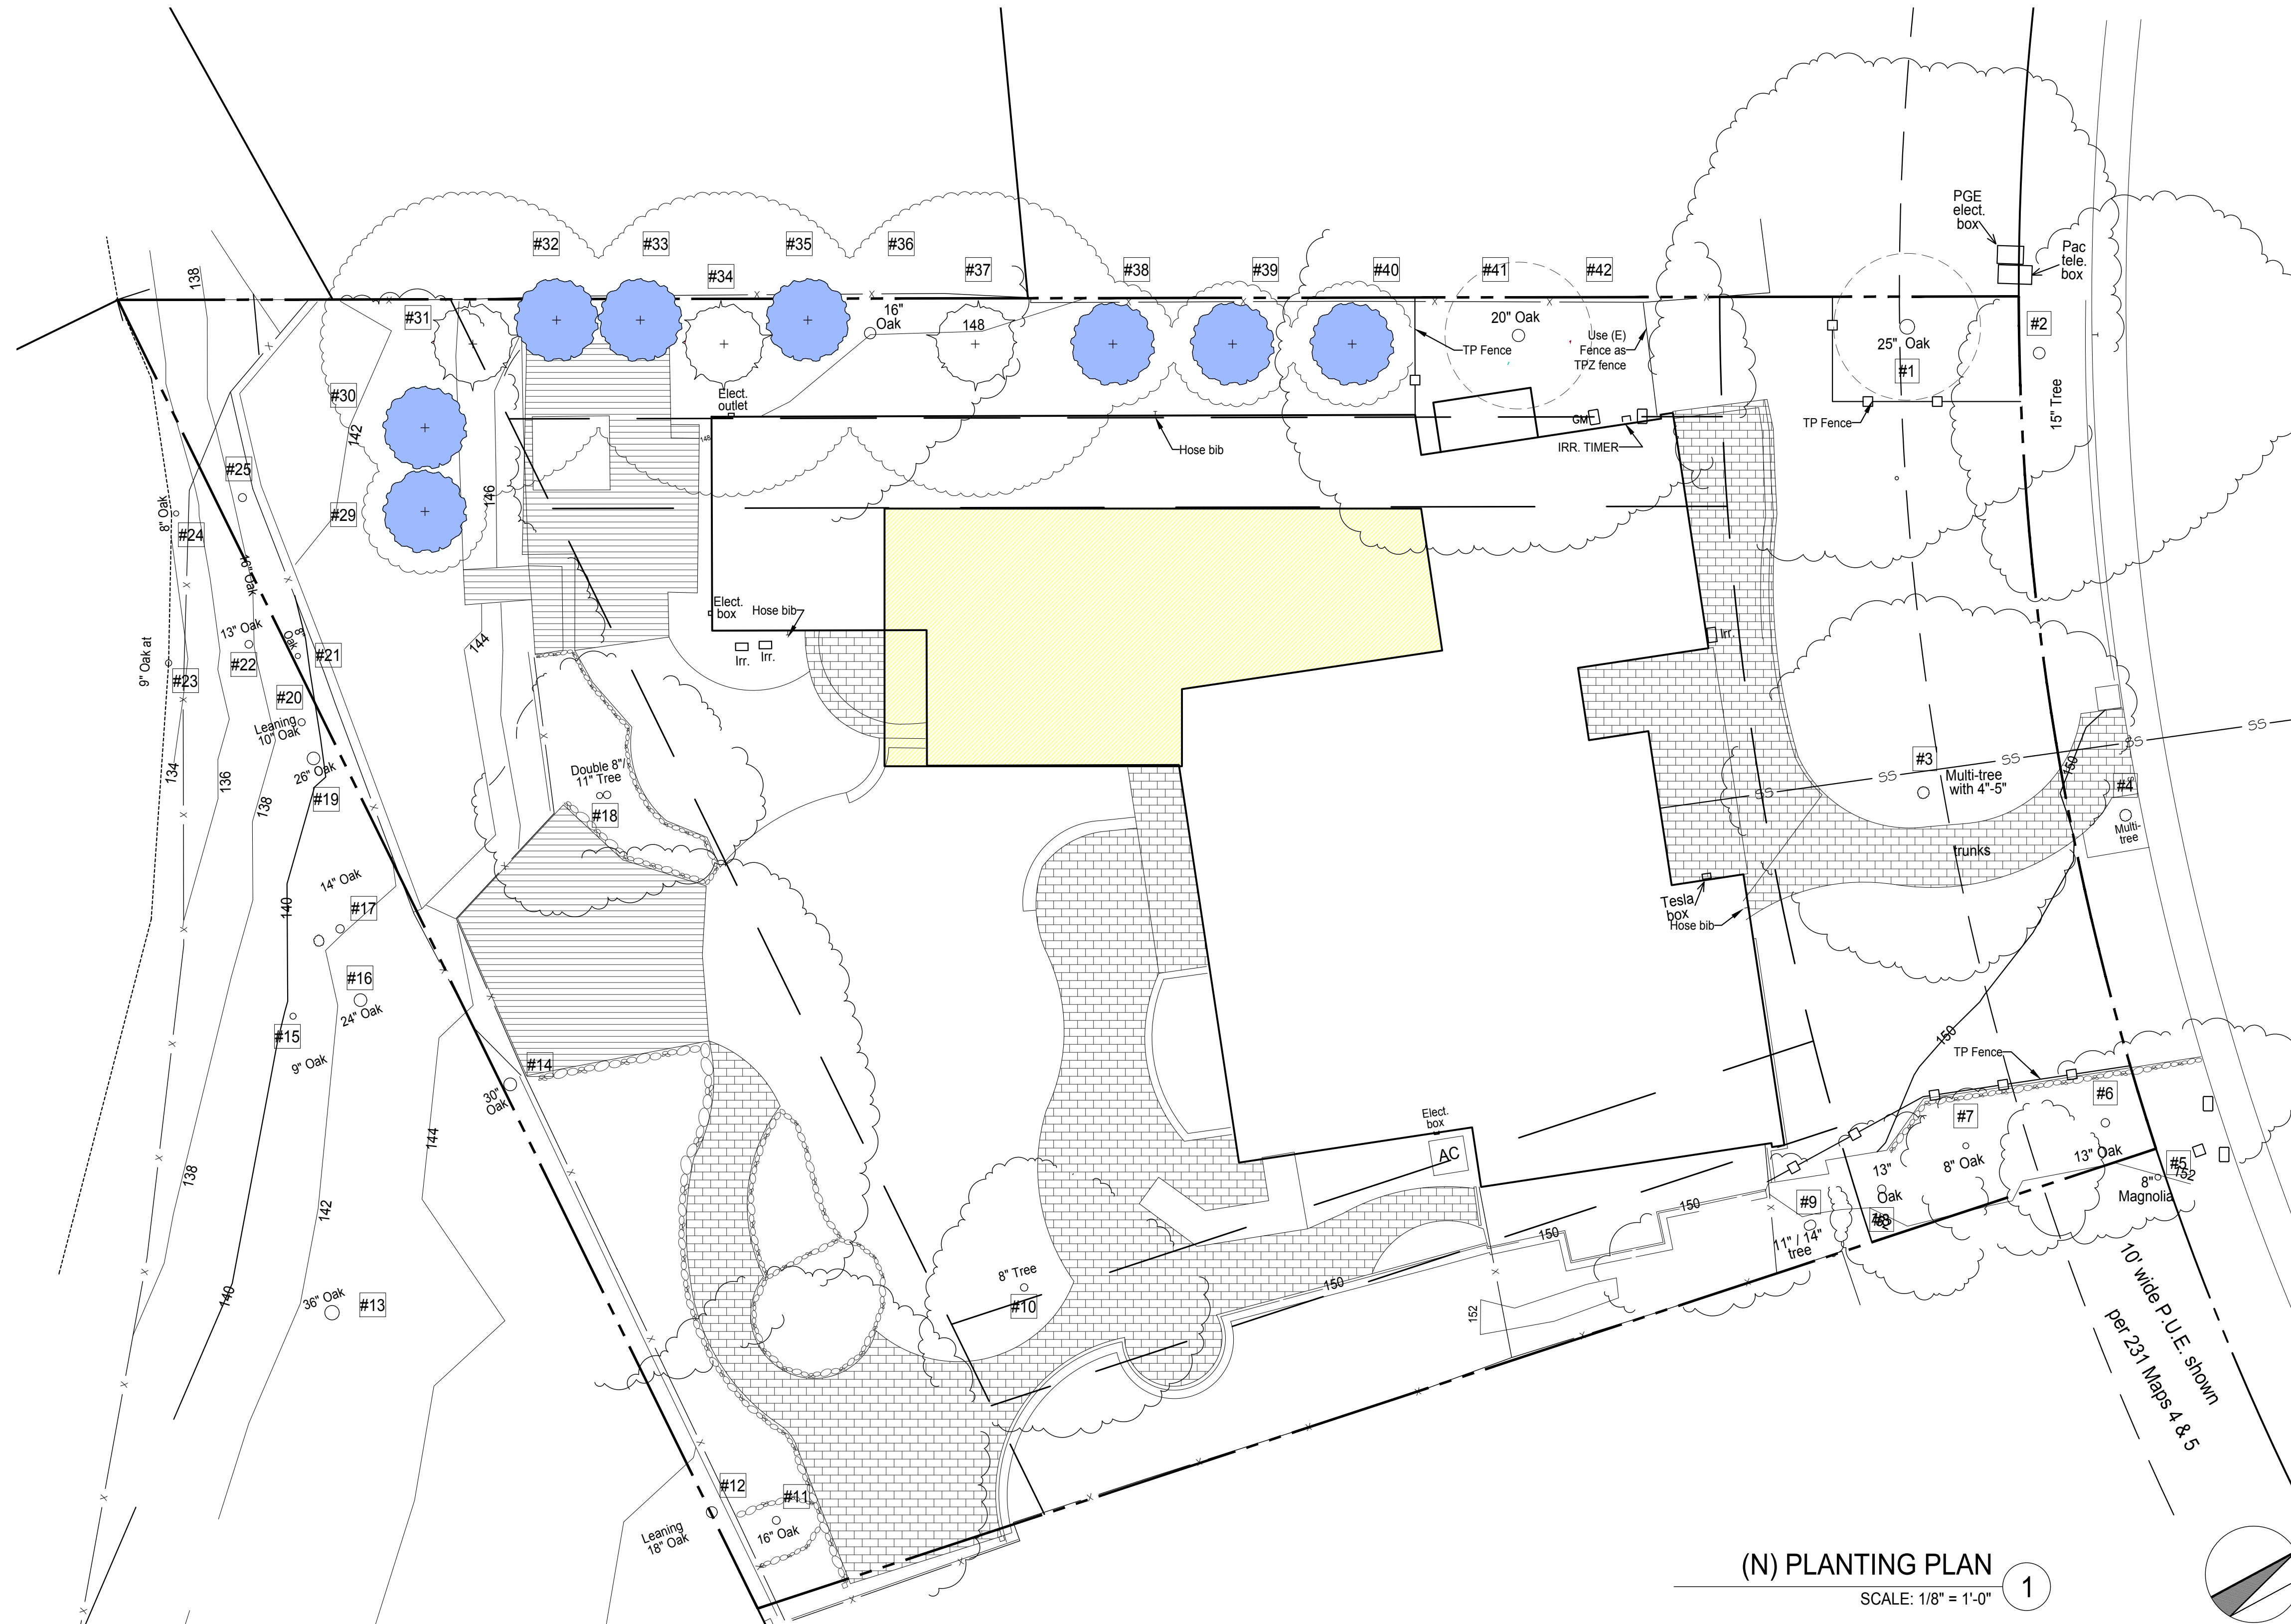 PGE
elect.
box
Pac
tele.
box
#32
#33
#35
#36
#34
#37
#38
#39
#40
#41
#42
138
#31
16"
Oak
148
20" Oak
Use (E)
Fence as
TPZ fence
TP Fence
25" Oak
#1
#2
15" Tree
TP Fence
#30
142
Elect.
outlet
GM
IRR. TIMER
Hose bib
148
#25
#29
146
8" Oak
#24
16" Oak
Elect.
box
Hose bib
Irr.
Irr.
Irr.
13" Oak
8"
Oak
#21
#22
144
9" Oak at
#23
#20
Leaning
10" Oak
26" Oak
#19
134
136
138
Double 8"/
11" Tree
#18
SS
SS
SS
SS
SS
#3
Multi-tree
with 4"-5"
trunks
150
#4
Multi-
tree
14" Oak
#17
140
Tesla
box
Hose bib
#16
24" Oak
#15
9" Oak
#14
30"
Oak
150
TP Fence
#6
#7
13" Oak
8" Oak
13"
Oak
#5
152
8"
Magnolia
#9
#8
11" / 14"
tree
Elect.
box
AC
150
150
150
152
144
138
142
140
36" Oak
#13
8" Tree
#10
10' wide P.U.E. shown
per 231 Maps 4 & 5
#12
#11
Leaning
18" Oak
16" Oak
(N) PLANTING PLAN
SCALE: 1/8" = 1'-0"
1